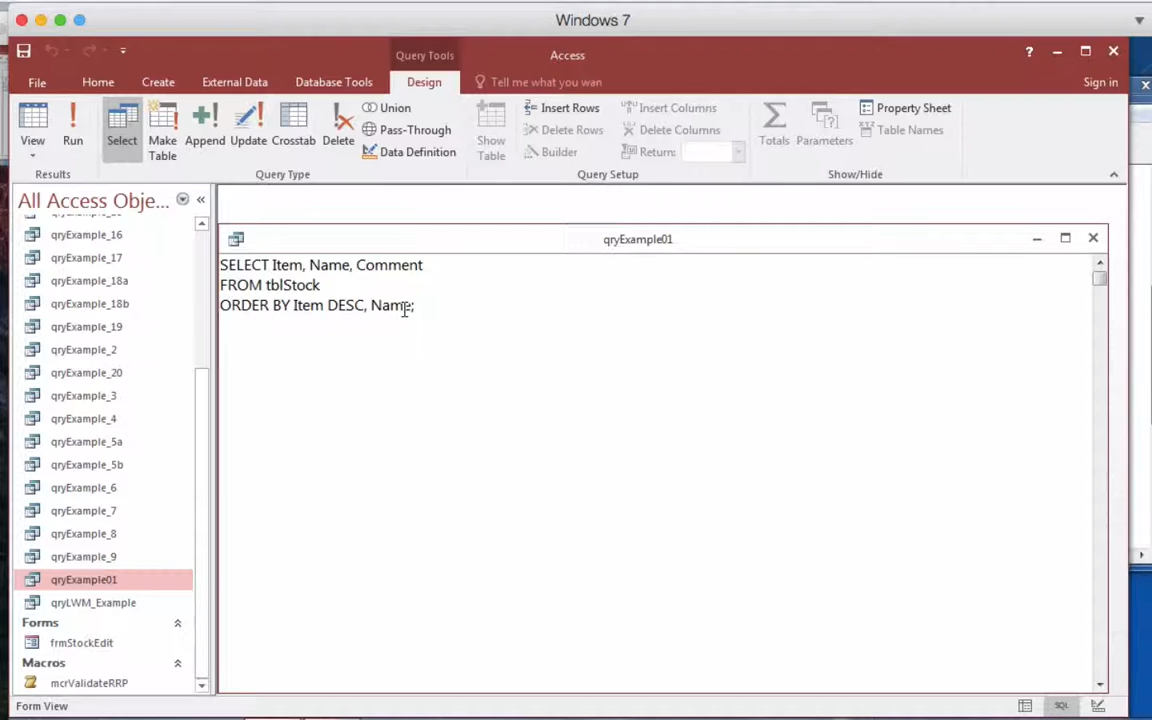 Windows 7
Query Tools
Access
?
File
Home
Create
External Data
Database Tools
Design
Tell me what you want
Sign in
View
Run
Select
Make Table
Append
Update
Crosstab
Delete
Union
Pass-Through
Data Definition
Show Table
Insert Rows
Delete Rows
Builder
Insert Columns
Delete Columns
Return:
Totals
Parameters
Property Sheet
Table Names
Results
Query Type
Query Setup
Show/Hide
All Access Obje...
qryExample_16
qryExample_17
qryExample_18a
qryExample_18b
qryExample_19
qryExample_2
qryExample_20
qryExample_3
qryExample_4
qryExample_5a
qryExample_5b
qryExample_6
qryExample_7
qryExample_8
qryExample_9
qryExample01
qryLWM_Example
Forms
frmStockEdit
Macros
mcrValidateRRP
qryExample01
SELECT Item, Name, Comment
FROM tblStock
ORDER BY Item DESC, Name;
Form View
SQL